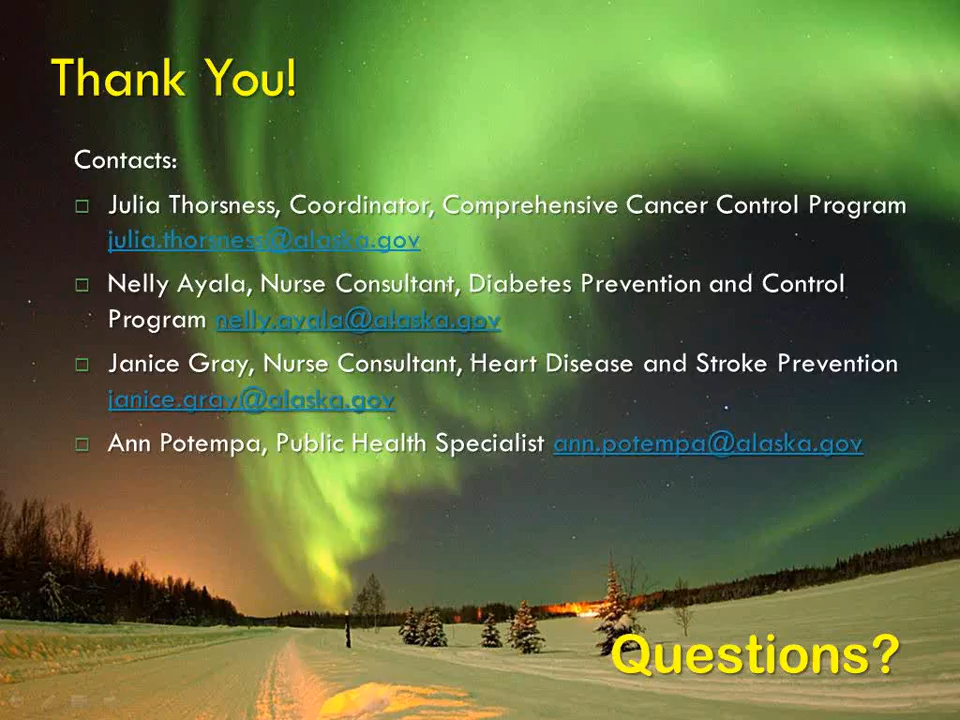 Thank You!
Contacts:
Julia Thorsness, Coordinator, Comprehensive Cancer Control Program
julia.thorsness@alaska.gov
Nelly Ayala, Nurse Consultant, Diabetes Prevention and Control
Program nelly.ayala@alaska.gov
Janice Gray, Nurse Consultant, Heart Disease and Stroke Prevention
janice.gray@alaska.gov
Ann Potempa, Public Health Specialist ann.potempa@alaska.gov
Questions?